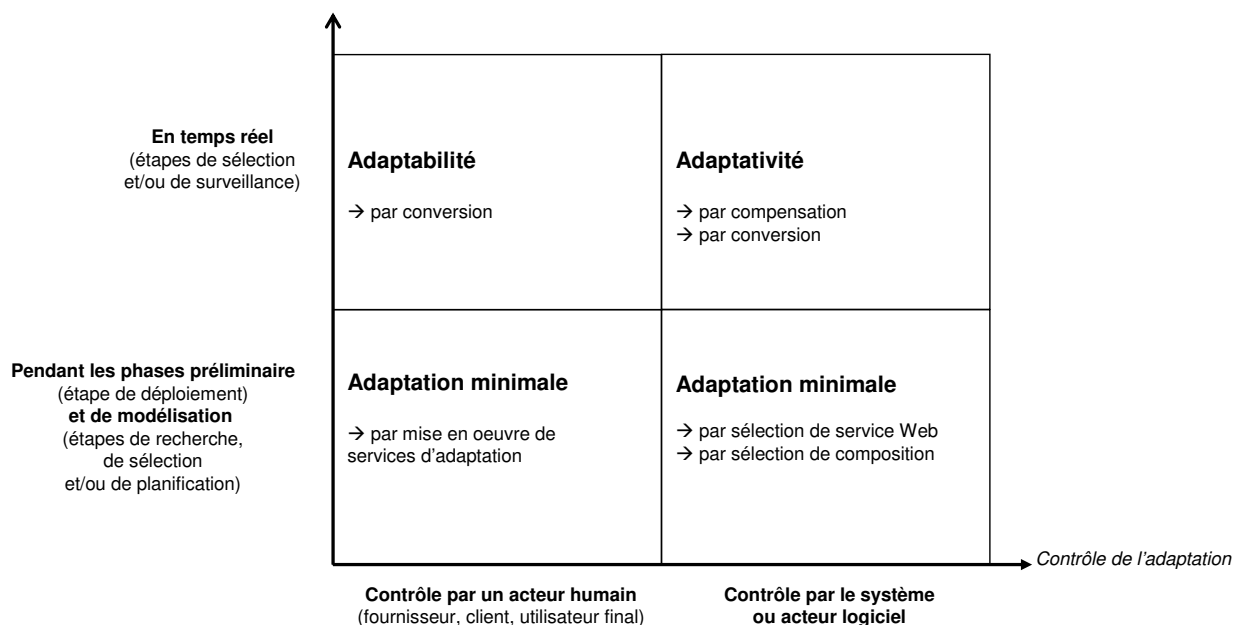 En temps réel
(étapes de sélection
et/ou de surveillance)
Adaptabilité
→ par conversion
Adaptativité
→ par compensation
→ par conversion
Pendant les phases préliminaire
(étape de déploiement)
et de modélisation
(étapes de recherche,
de sélection
et/ou de planification)
Adaptation minimale
→ par mise en oeuvre de
services d'adaptation
Adaptation minimale
→ par sélection de service Web
→ par sélection de composition
Contrôle de l'adaptation
Contrôle par un acteur humain
(fournisseur, client, utilisateur final)
Contrôle par le système
ou acteur logiciel